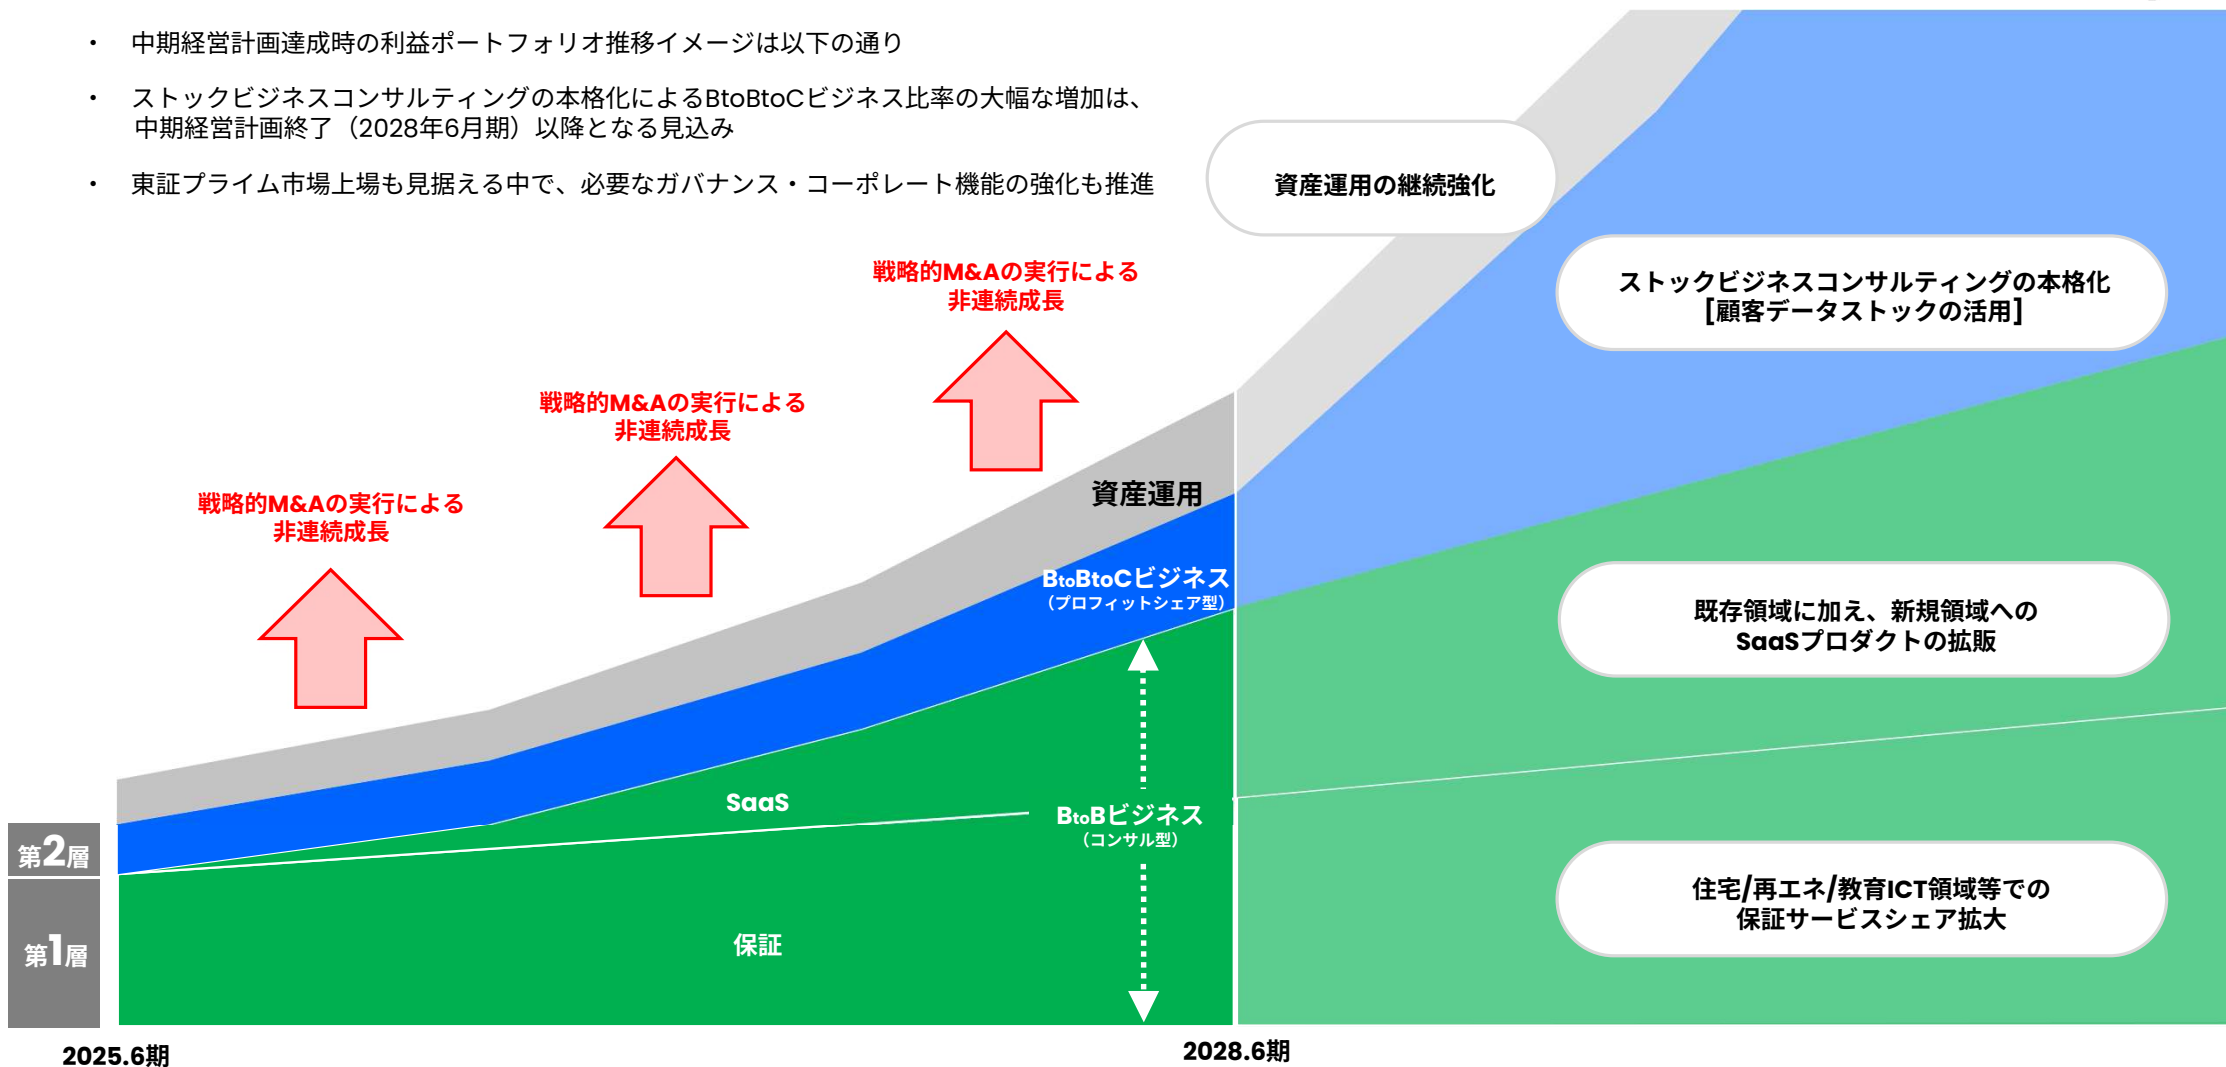 ・ 中期経営計画達成時の利益ポートフォリオ推移イメージは以下の通り
・ ストックビジネスコンサルティングの本格化によるBtoBtoCビジネス比率の大幅な増加は、
中期経営計画終了（2028年6月期）以降となる見込み
・ 東証プライム市場上場も見据える中で、必要なガバナンス・コーポレート機能の強化も推進
資産運用の継続強化
戦略的M&Aの実行による
非連続成長
ストックビジネスコンサルティングの本格化
[顧客データストックの活用]
戦略的M&Aの実行による
非連続成長
戦略的M&Aの実行による
非連続成長
資産運用
BtoBtoCビジネス
（プロフィットシェア型）
既存領域に加え、新規領域への
SaaSプロダクトの拡販
SaaS
BtoBビジネス
（コンサル型）
第2層
第1層
保証
住宅/再エネ/教育ICT領域等での
保証サービスシェア拡大
2025.6期
2028.6期